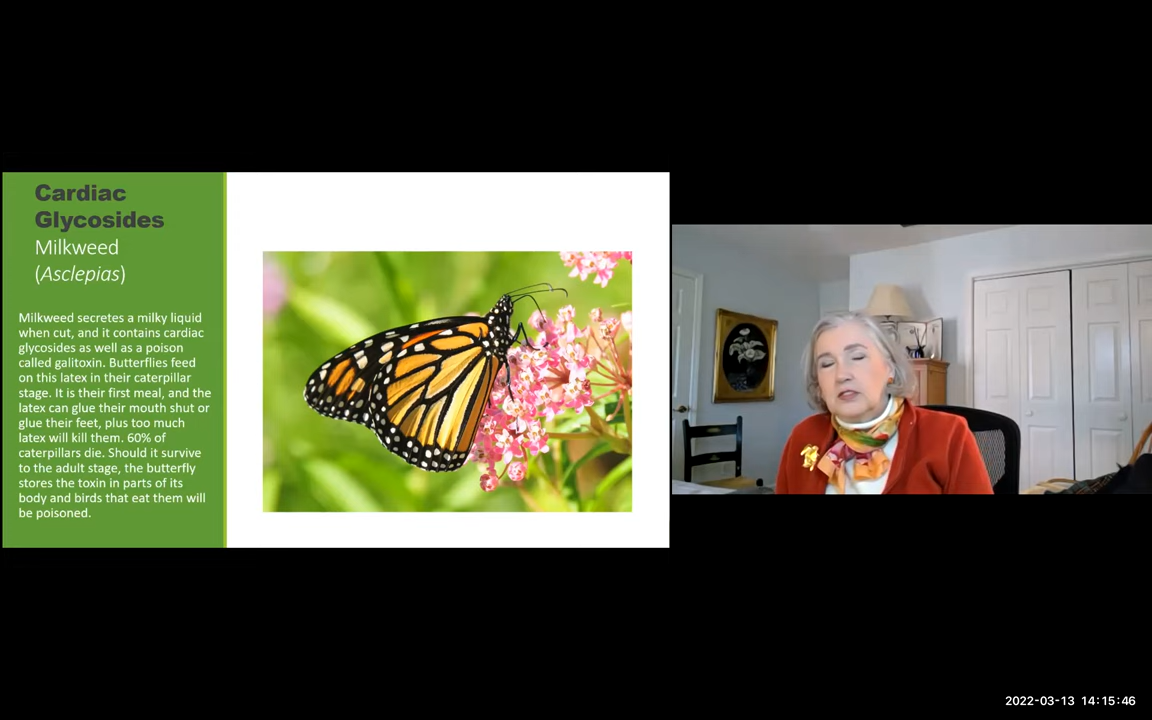 Cardiac
Glycosides
Milkweed
(Asclepias)
Milkweed secretes a milky liquid
when cut, and it contains cardiac
glycosides as well as a poison
called galitoxin. Butterflies feed
on this latex in their caterpillar
stage. It is their first meal, and the
latex can glue their mouth shut or
glue their feet, plus too much
latex will kill them. 60% of
caterpillars die. Should it survive
to the adult stage, the butterfly
stores the toxin in parts of its
body and birds that eat them will
be poisoned.
2022-03-13 14:15:46